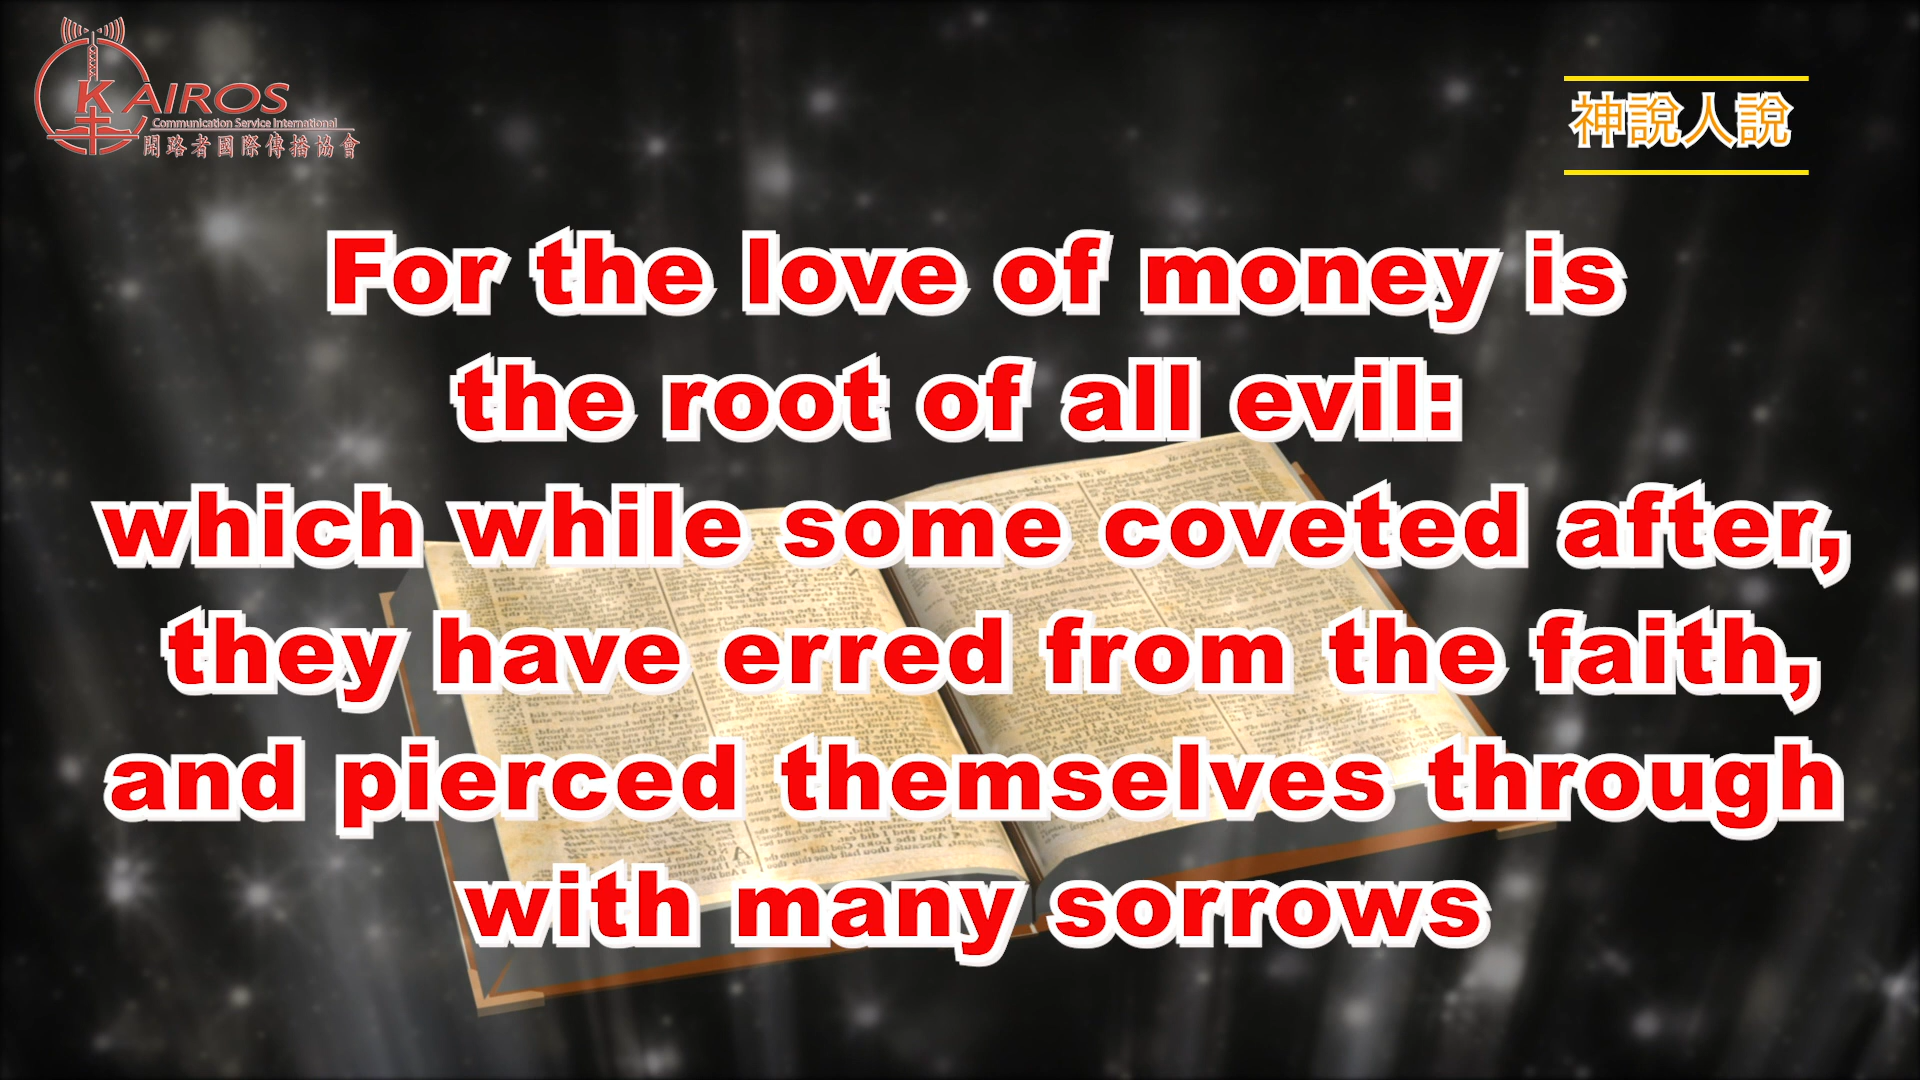 KAIROS
Communication Service International
開路者國際傳播協會
神說人說
For the love of money is
the root of all evil:
which while some coveted after,
they have erred from the faith,
and pierced themselves through
with many sorrows